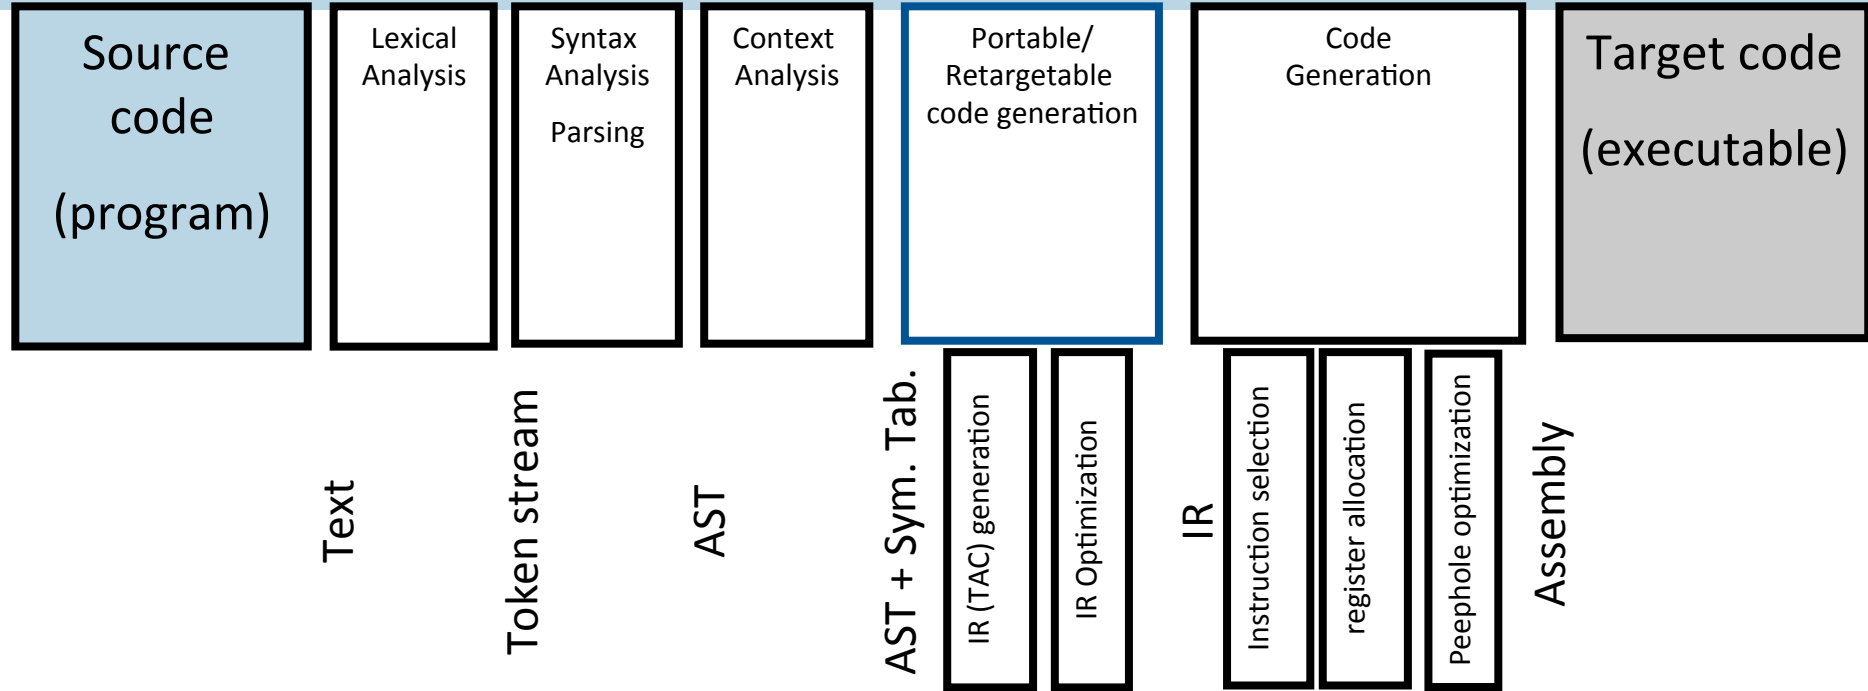 Source
code
(program)
Lexical
Analysis
Syntax
Analysis
Parsing
Context
Analysis
Portable/
Retargetable
code generation
Code
Generation
Target code
(executable)
Text
Token stream
AST
AST + Sym. Tab.
IR (TAC) generation
IR Optimization
IR
Instruction selection
register allocation
Peephole optimization
Assembly